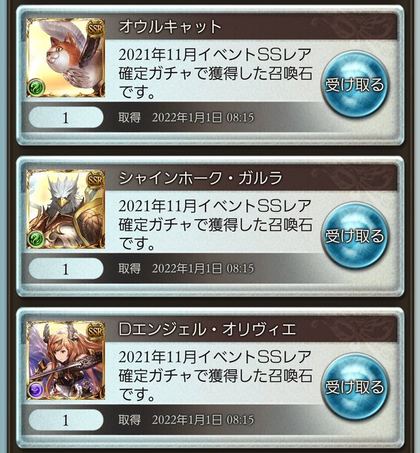 オウルキャット
2021年11月イベントSSレア
確定ガチャで獲得した召喚石
です。
受け取る
1
取得 2022年1月1日 08:15
シャインホーク・ガルラ
2021年11月イベントSSレア
確定ガチャで獲得した召喚石
です。
受け取る
1
取得 2022年1月1日 08:15
Dエンジェル・オリヴィエ
2021年11月イベントSSレア
確定ガチャで獲得した召喚石
です。
受け取る
1
取得 2022年1月1日 08:15